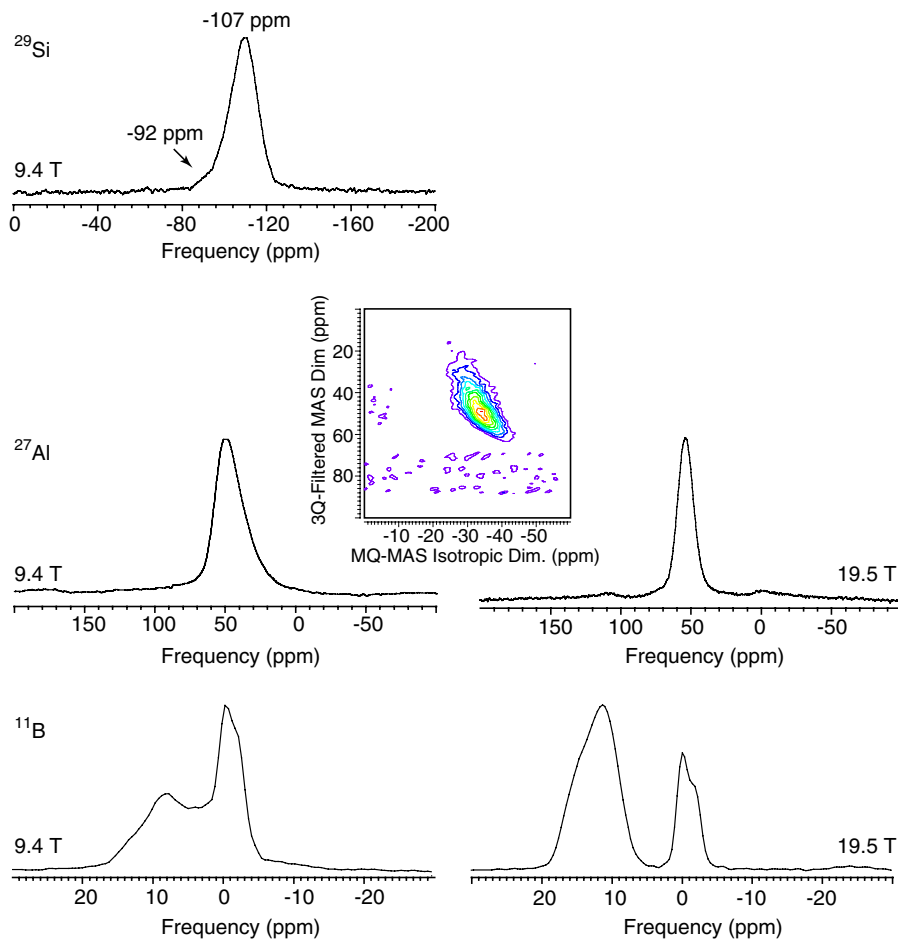 -107 ppm
²⁹Si
-92 ppm
9.4 T
0 -40 -80 -120 -160 -200
Frequency (ppm)
3Q-Filtered MAS Dim (ppm)
20
40
60
80
-10 -20 -30 -40 -50
MQ-MAS Isotropic Dim. (ppm)
²⁷Al
9.4 T
150 100 50 0 -50
Frequency (ppm)
19.5 T
150 100 50 0 -50
Frequency (ppm)
¹¹B
9.4 T
20 10 0 -10 -20
Frequency (ppm)
19.5 T
20 10 0 -10 -20
Frequency (ppm)